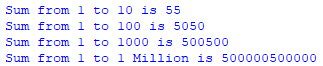 Sum from 1 to 10 is 55
Sum from 1 to 100 is 5050
Sum from 1 to 1000 is 500500
Sum from 1 to 1 Million is 500000500000